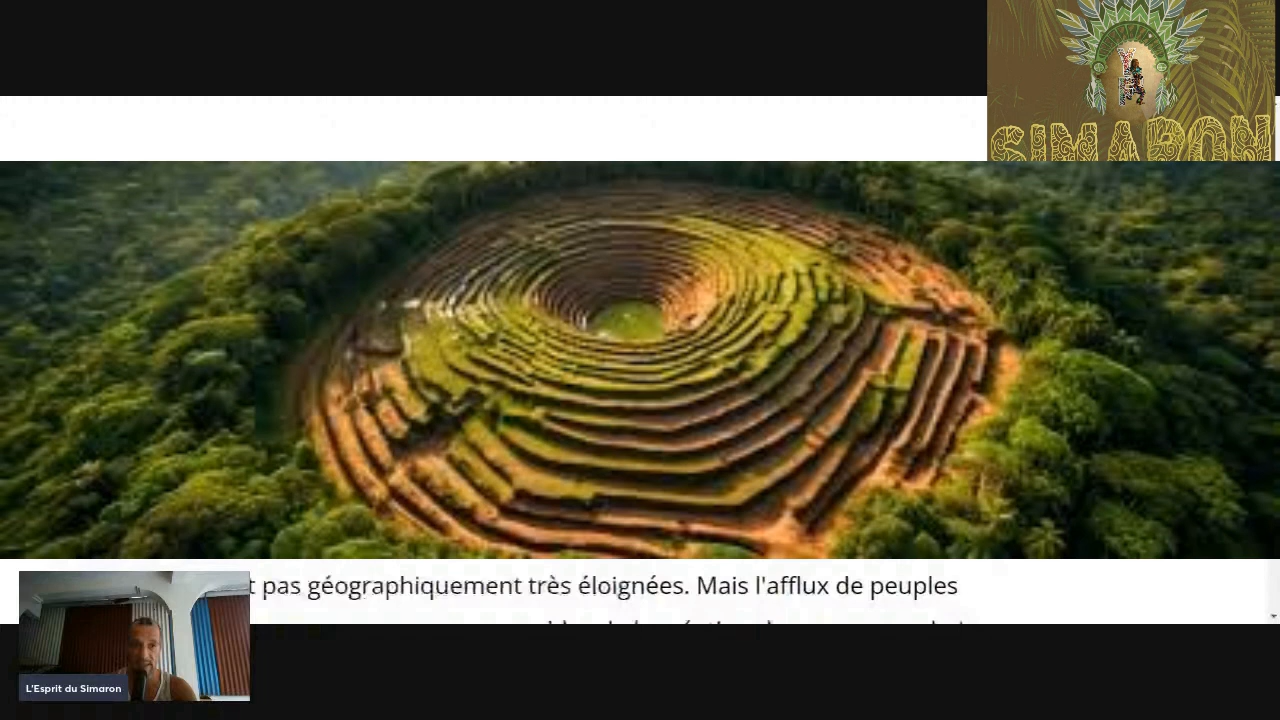 SIMARON
t pas géographiquement très éloignées. Mais l'afflux de peuples
L'Esprit du Simaron